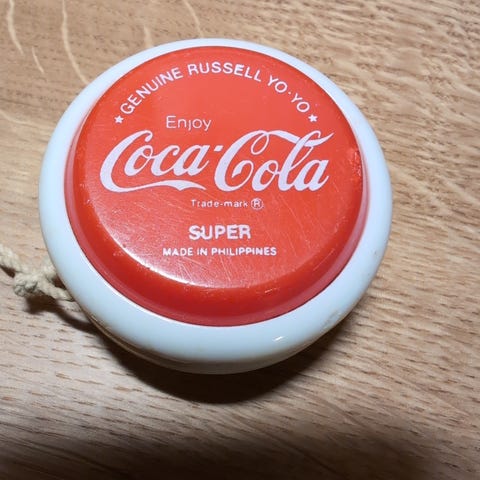 ★ GENUINE RUSSELL YO-YO ★
Enjoy
Coca-Cola
Trade-mark ®
SUPER
MADE IN PHILIPPINES